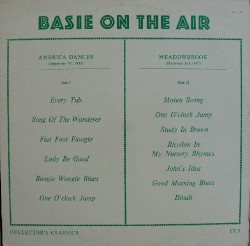 BASIE ON THE AIR
AMERICA DANCES
Side I
Every Tub
Song Of The Wanderer
Flat Foot Floogie
Lady Be Good
Boogie Woogie Blues
One O'clock Jump
MEADOWBROOK
Side II
Moten Swing
One O'clock Jump
Study In Brown
Rhythm In
My Nursery Rhymes
John's Idea
Good Morning Blues
Dinah
COLLECTOR'S CLASSICS